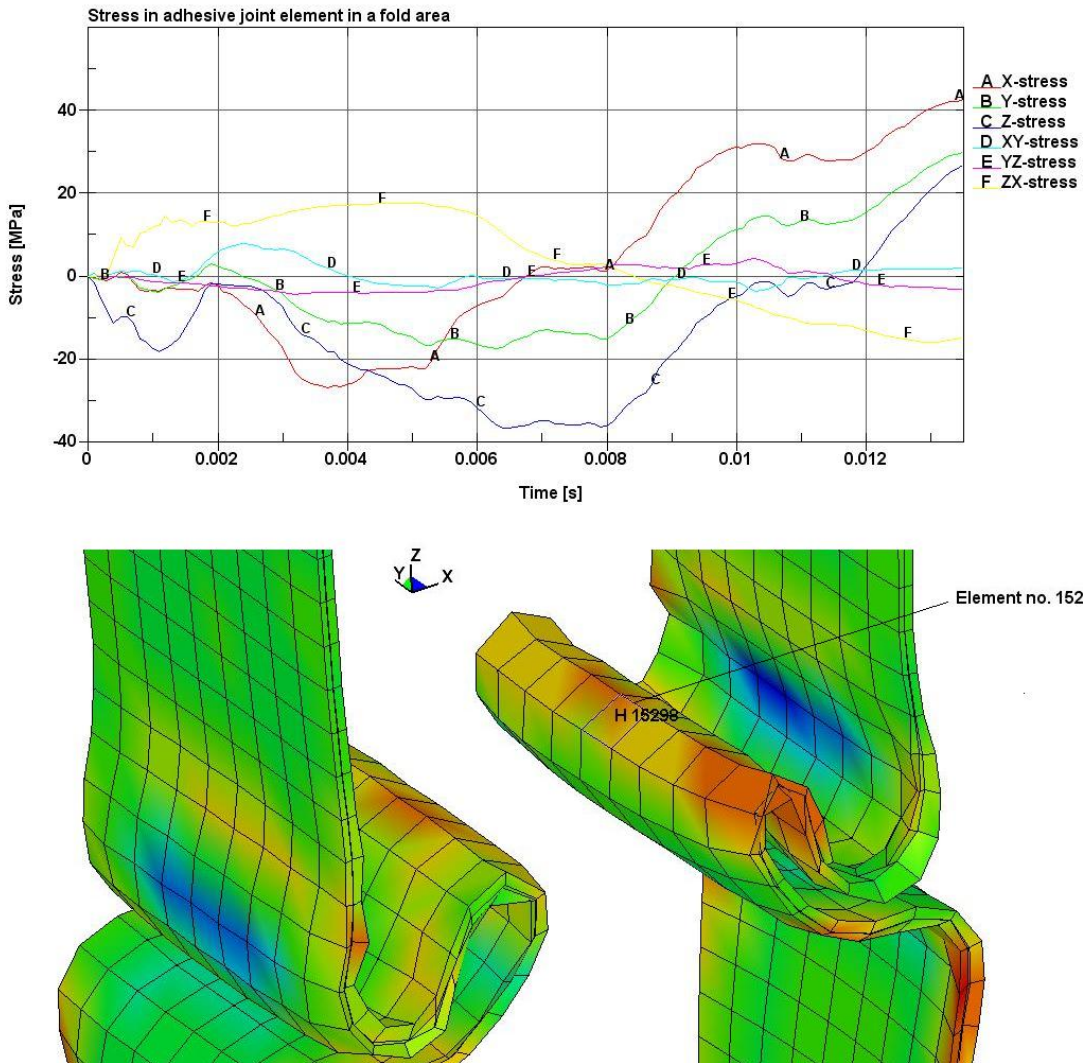 Stress in adhesive joint element in a fold area
A X-stress
B Y-stress
C Z-stress
D XY-stress
E YZ-stress
F ZX-stress
Stress [MPa]
40
20
0
-20
-40
0 0.002 0.004 0.006 0.008 0.01 0.012
Time [s]
Z
Y X
Element no. 152
H 15298